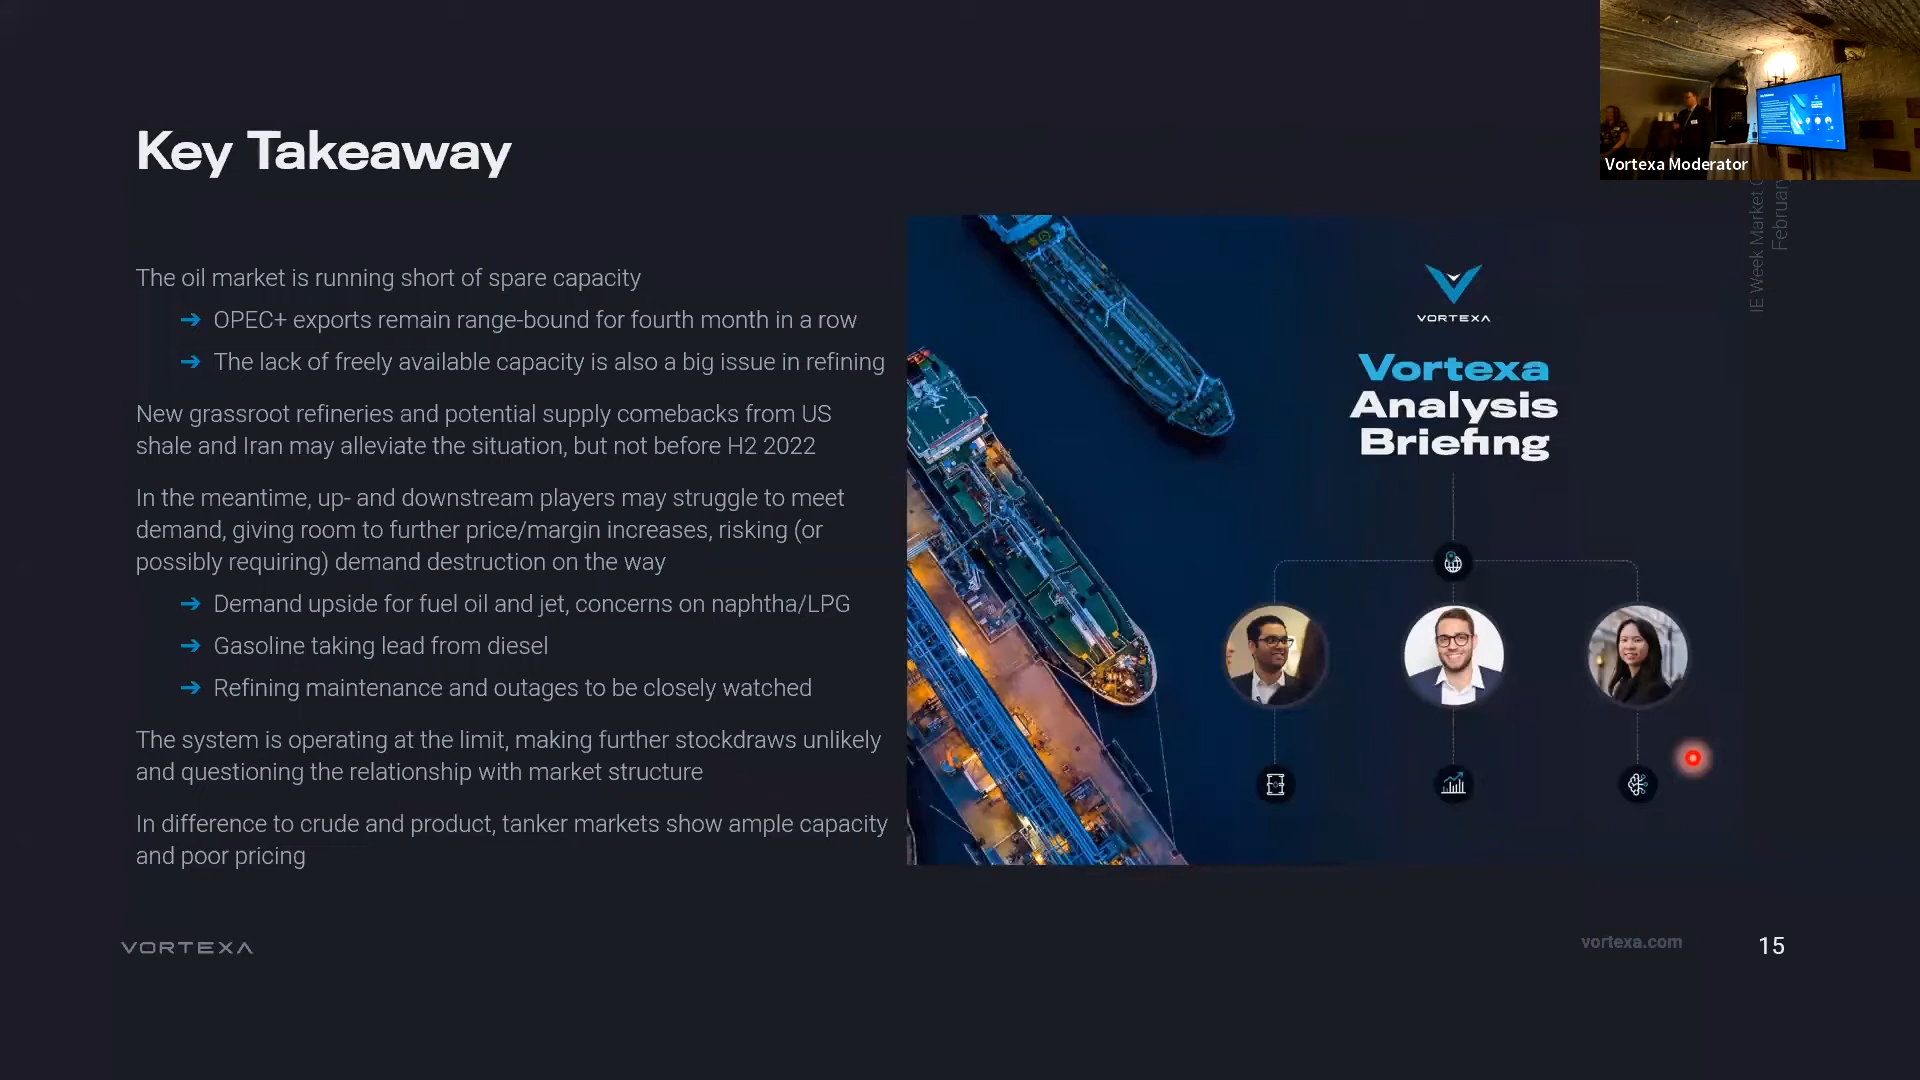 Key Takeaway
The oil market is running short of spare capacity
➔ OPEC+ exports remain range-bound for fourth month in a row
➔ The lack of freely available capacity is also a big issue in refining
New grassroot refineries and potential supply comebacks from US
shale and Iran may alleviate the situation, but not before H2 2022
In the meantime, up- and downstream players may struggle to meet
demand, giving room to further price/margin increases, risking (or
possibly requiring) demand destruction on the way
➔ Demand upside for fuel oil and jet, concerns on naphtha/LPG
➔ Gasoline taking lead from diesel
➔ Refining maintenance and outages to be closely watched
The system is operating at the limit, making further stockdraws unlikely
and questioning the relationship with market structure
In difference to crude and product, tanker markets show ample capacity
and poor pricing
VORTEXA
Vortexa
Analysis
Briefing
Vortexa Moderator
IE Week Market
February
VORTEXA
vortexa.com
15